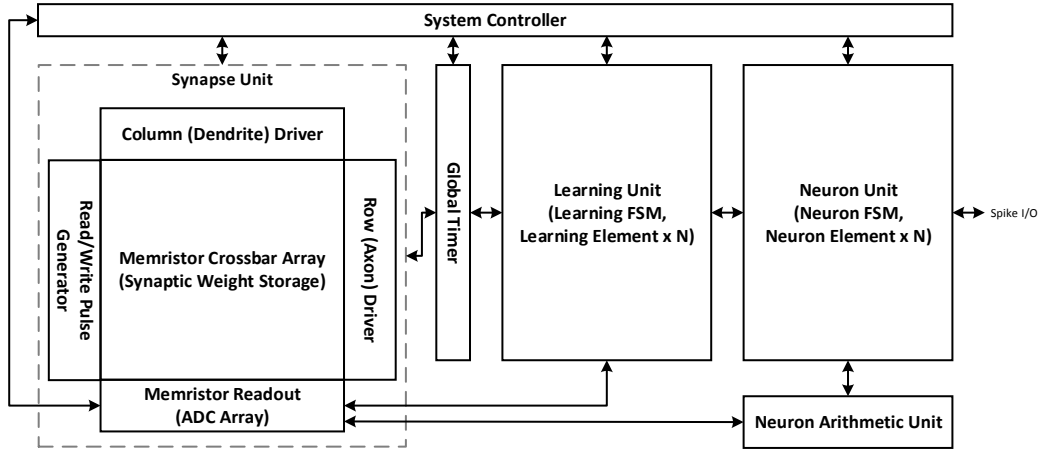 System Controller
Synapse Unit
Column (Dendrite) Driver
Read/Write Pulse
Generator
Memristor Crossbar Array
(Synaptic Weight Storage)
Row (Axon) Driver
Memristor Readout
(ADC Array)
Global Timer
Learning Unit
(Learning FSM,
Learning Element x N)
Neuron Unit
(Neuron FSM,
Neuron Element x N)
Spike I/O
Neuron Arithmetic Unit